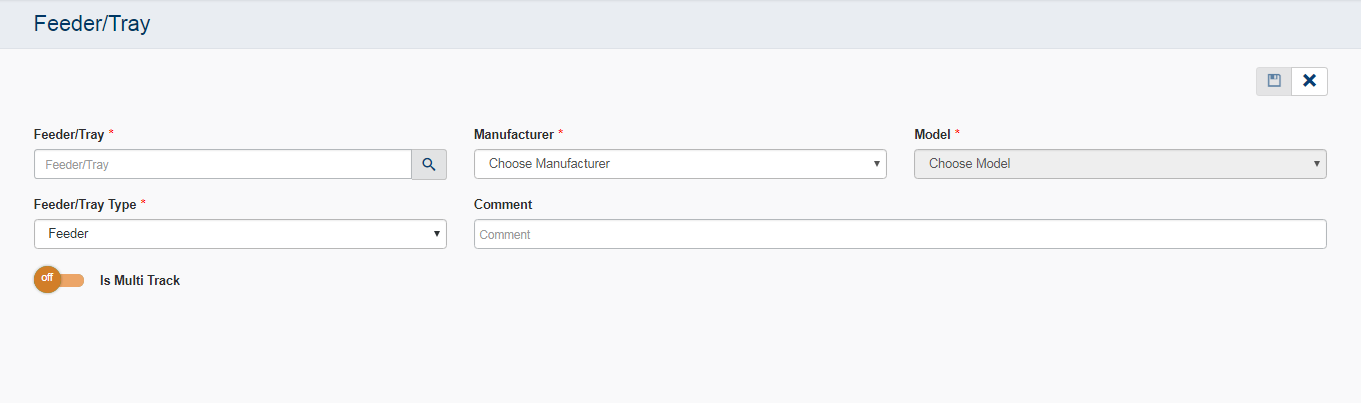 Feeder/Tray
Feeder/Tray *
Manufacturer *
Model *
Feeder/Tray
Choose Manufacturer
Choose Model
Feeder/Tray Type *
Comment
Feeder
Comment
off
Is Multi Track